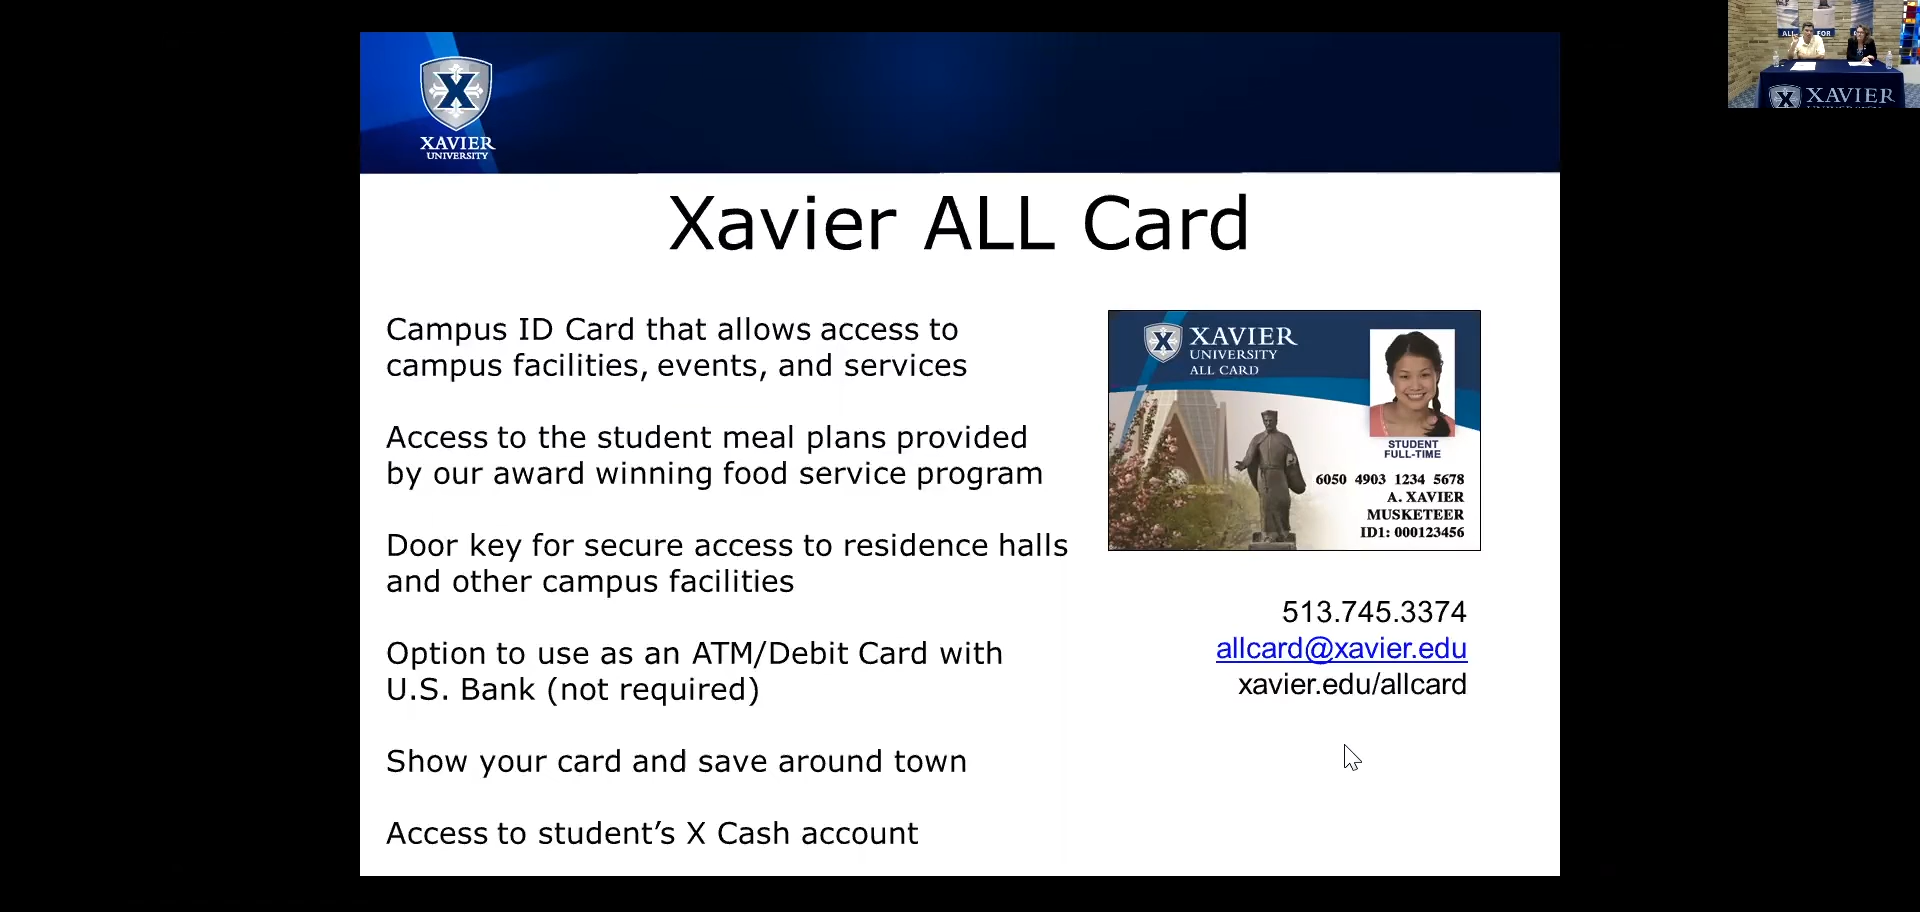 XAVIER
UNIVERSITY
Xavier ALL Card
Campus ID Card that allows access to
campus facilities, events, and services
Access to the student meal plans provided
by our award winning food service program
Door key for secure access to residence halls
and other campus facilities
Option to use as an ATM/Debit Card with
U.S. Bank (not required)
Show your card and save around town
Access to student’s X Cash account
XAVIER
UNIVERSITY
ALL CARD
STUDENT
FULL-TIME
6050 4903 1234 5678
A. XAVIER
MUSKETEER
ID1: 000123456
513.745.3374
allcard@xavier.edu
xavier.edu/allcard
ALL FOR
XAVIER